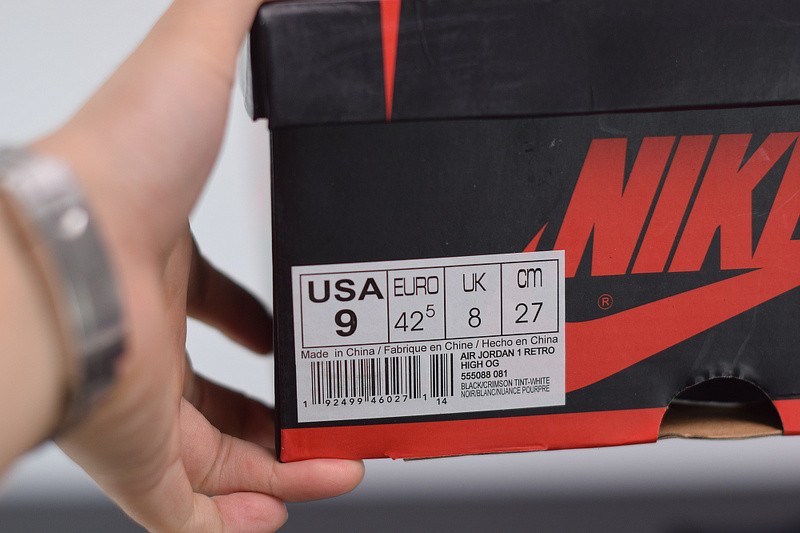 NIKE
®
USA EURO UK cm
9 42⁵ 8 27
Made in China / Fabrique en Chine / Hecho en China
AIR JORDAN 1 RETRO
HIGH OG
555088 081
BLACK/CRIMSON TINT-WHITE
NOIR/BLANC/NUANCE POURPRE
1 92499 46027 1 14